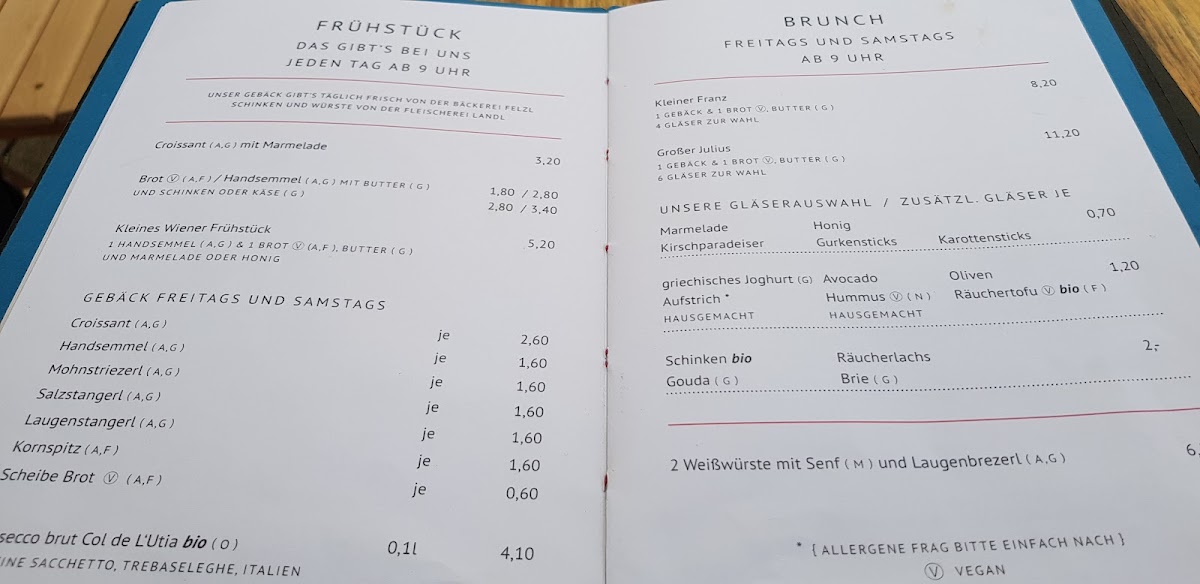 FRÜHSTÜCK
DAS GIBT'S BEI UNS
JEDEN TAG AB 9 UHR
UNSER GEBÄCK GIBT'S TÄGLICH FRISCH VON DER BÄCKEREI FELZL
SCHINKEN UND WÜRSTE VON DER FLEISCHEREI LANDL
Croissant (A,G) mit Marmelade 3,20
Brot Ⓥ (A,F) / Handsemmel (A,G) MIT BUTTER (G) 1,80 / 2,80
UND SCHINKEN ODER KÄSE (G) 2,80 / 3,40
Kleines Wiener Frühstück 5,20
1 HANDSEMMEL (A,G) & 1 BROT Ⓥ (A,F), BUTTER (G)
UND MARMELADE ODER HONIG
GEBÄCK FREITAGS UND SAMSTAGS
Croissant (A,G) je 2,60
Handsemmel (A,G) je 1,60
Mohnstriezerl (A,G) je 1,60
Salzstangerl (A,G) je 1,60
Laugenstangerl (A,G) je 1,60
Kornspitz (A,F) je 1,60
Scheibe Brot Ⓥ (A,F) je 0,60
secco brut Col de L'Utia bio (O) 0,1l 4,10
INE SACCHETTO, TREBASELEGHE, ITALIEN
BRUNCH
FREITAGS UND SAMSTAGS
AB 9 UHR
Kleiner Franz 8,20
1 GEBÄCK & 1 BROT Ⓥ, BUTTER (G)
4 GLÄSER ZUR WAHL
Großer Julius 11,20
1 GEBÄCK & 1 BROT Ⓥ, BUTTER (G)
6 GLÄSER ZUR WAHL
UNSERE GLÄSERAUSWAHL / ZUSÄTZL. GLÄSER JE
Marmelade Honig 0,70
Kirschparadeiser Gurkensticks Karottensticks
griechisches Joghurt (G) Avocado Oliven 1,20
Aufstrich * Hummus Ⓥ (N) Räuchertofu Ⓥ bio (F)
HAUSGEMACHT HAUSGEMACHT
Schinken bio Räucherlachs 2,-
Gouda (G) Brie (G)
2 Weißwürste mit Senf (M) und Laugenbrezerl (A,G) 6,
* { ALLERGENE FRAG BITTE EINFACH NACH }
Ⓥ VEGAN